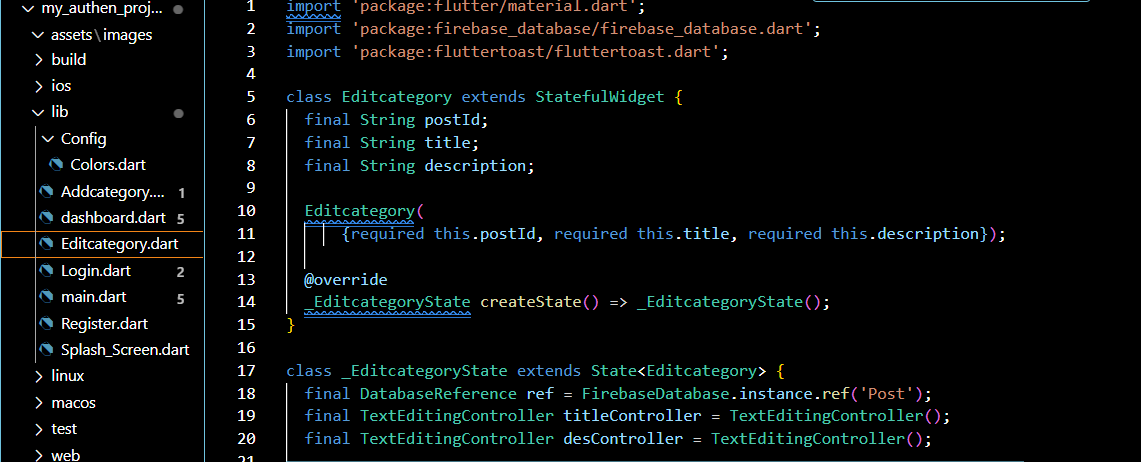 my_authen_proj...
assets\images
build
ios
lib
Config
Colors.dart
Addcategory.... 1
dashboard.dart 5
Editcategory.dart
Login.dart 2
main.dart 5
Register.dart
Splash_Screen.dart
linux
macos
test
web
1 import 'package:flutter/material.dart';
2 import 'package:firebase_database/firebase_database.dart';
3 import 'package:fluttertoast/fluttertoast.dart';
4
5 class Editcategory extends StatefulWidget {
6 final String postId;
7 final String title;
8 final String description;
9
10 Editcategory(
11 {required this.postId, required this.title, required this.description});
12
13 @override
14 _EditcategoryState createState() => _EditcategoryState();
15 }
16
17 class _EditcategoryState extends State<Editcategory> {
18 final DatabaseReference ref = FirebaseDatabase.instance.ref('Post');
19 final TextEditingController titleController = TextEditingController();
20 final TextEditingController desController = TextEditingController();
21